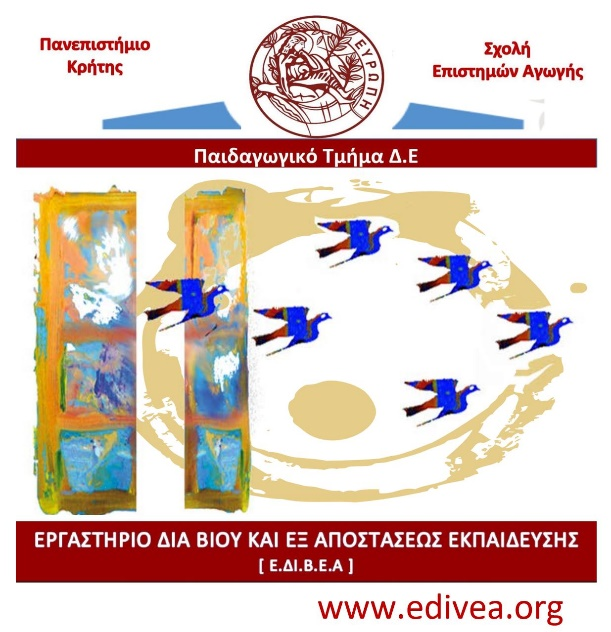 Πανεπιστήμιο
Κρήτης
ΕΥΡΩΠΗ
Σχολή
Επιστημών Αγωγής
Παιδαγωγικό Τμήμα Δ.Ε
ΕΡΓΑΣΤΗΡΙΟ ΔΙΑ ΒΙΟΥ ΚΑΙ ΕΞ ΑΠΟΣΤΑΣΕΩΣ ΕΚΠΑΙΔΕΥΣΗΣ
[ Ε.ΔΙ.Β.Ε.Α ]
www.edivea.org